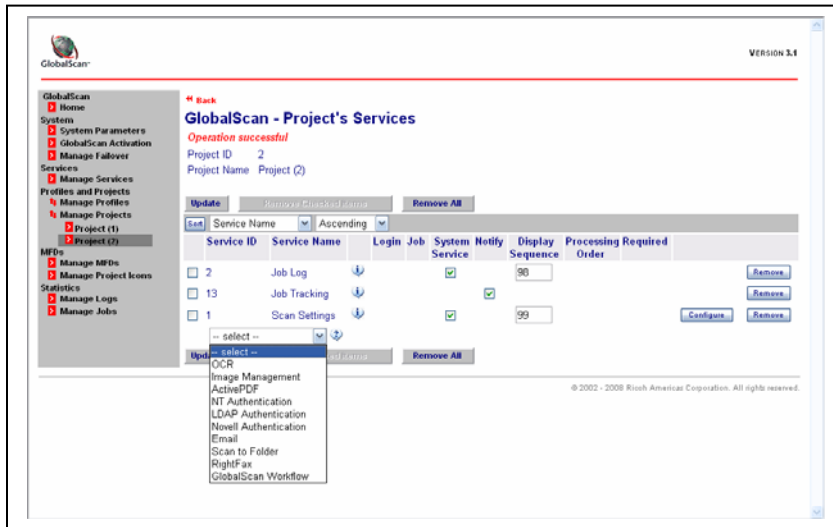 GlobalScan
VERSION 3.1
GlobalScan
Home
System
System Parameters
GlobalScan Activation
Manage Failover
Services
Manage Services
Profiles and Projects
Manage Profiles
Manage Projects
Project (1)
Project (2)
MFDs
Manage MFDs
Manage Project Icons
Statistics
Manage Logs
Manage Jobs
Back
GlobalScan - Project's Services
Operation successful
Project ID 2
Project Name Project (2)
Update Remove Checked items Remove All
Sort Service Name Ascending
Service ID Service Name Login Job System Service Notify Display Sequence Processing Order Required
2 Job Log 98 Remove
13 Job Tracking Remove
1 Scan Settings 99 Configure Remove
-- select --
Remove All
-- select --
OCR
Image Management
ActivePDF
NT Authentication
LDAP Authentication
Novell Authentication
Email
Scan to Folder
RightFax
GlobalScan Workflow
© 2002 - 2008 Ricoh Americas Corporation. All rights reserved.